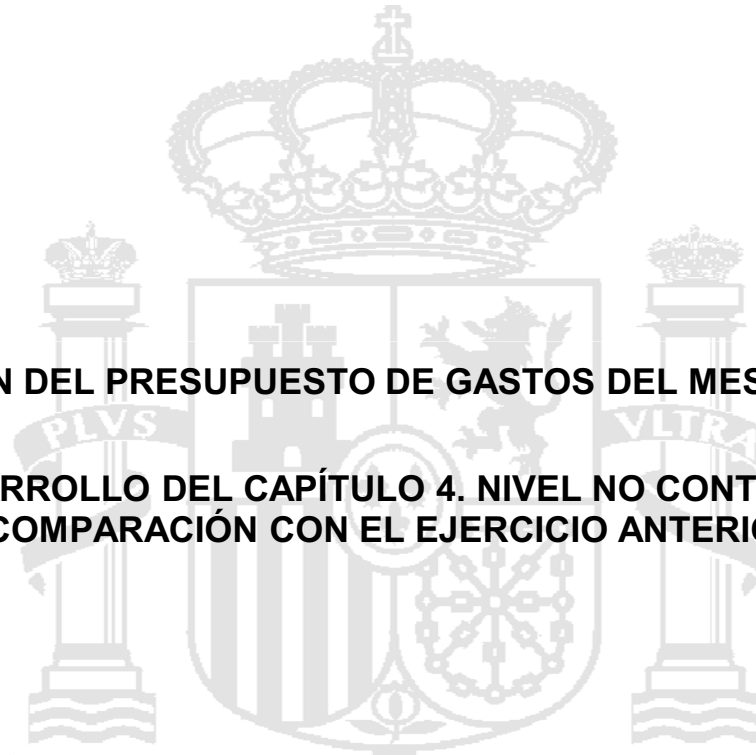 N DEL PRESUPUESTO DE GASTOS DEL MES
PLVS VLTRA
RROLLO DEL CAPÍTULO 4. NIVEL NO CONT
COMPARACIÓN CON EL EJERCICIO ANTERI